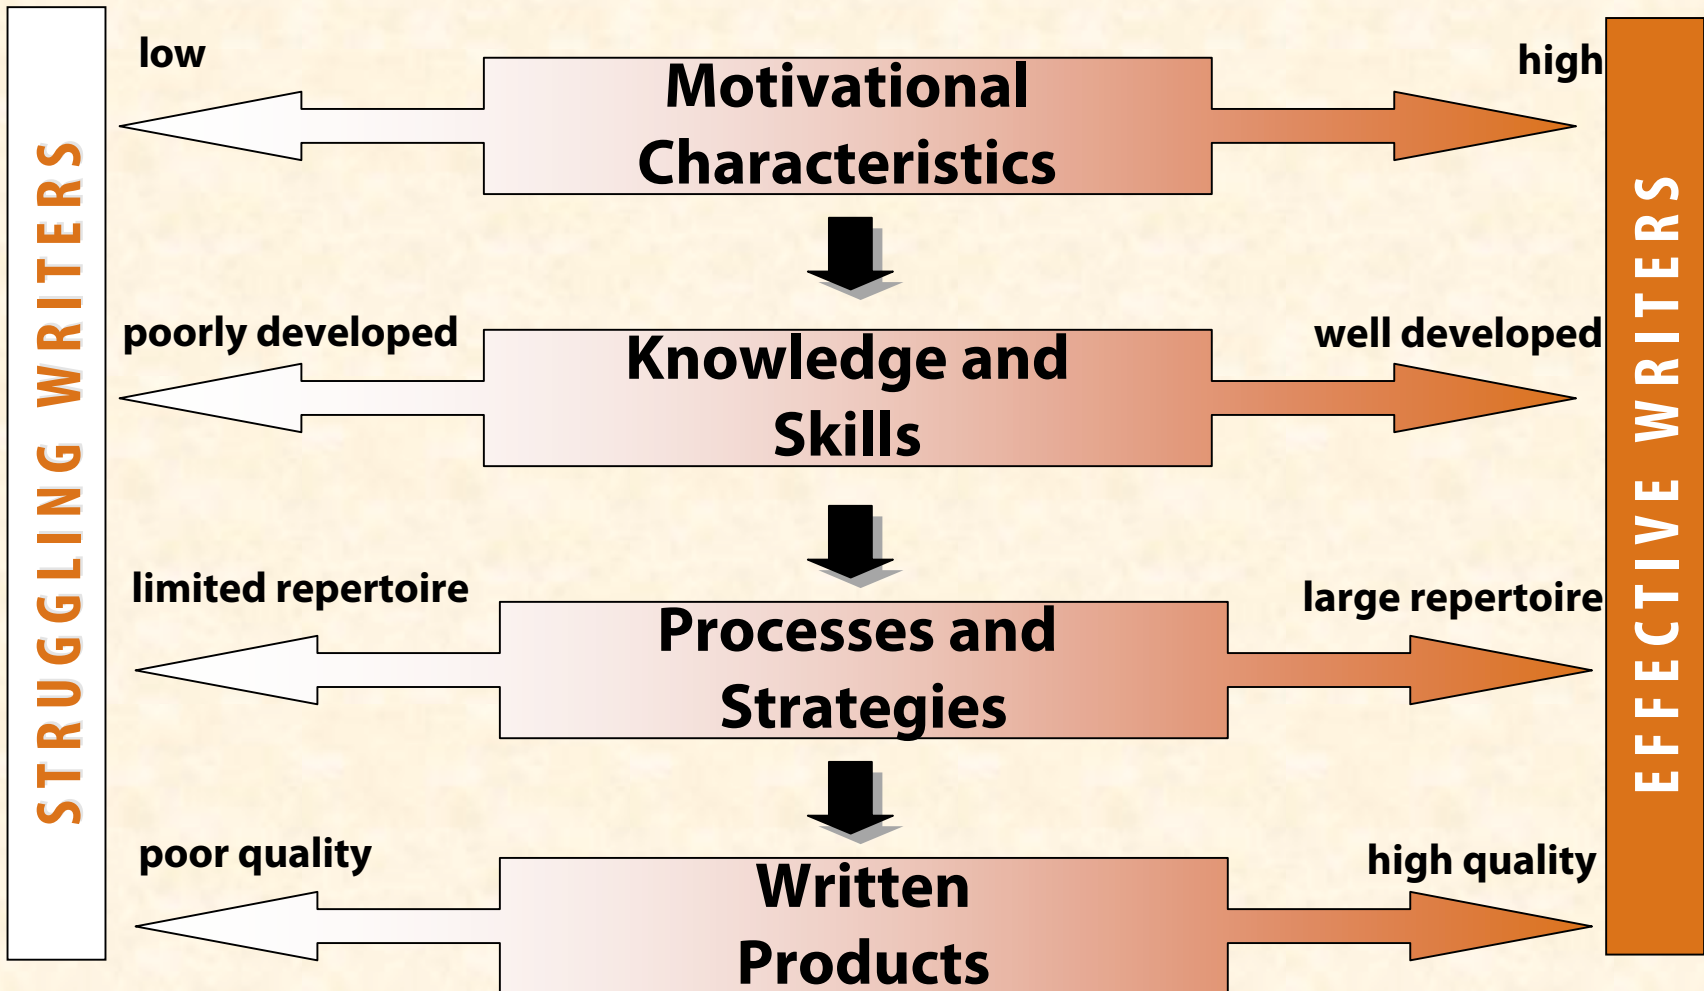 STRUGGLING WRITERS
low
Motivational
Characteristics
high
poorly developed
Knowledge and
Skills
well developed
limited repertoire
Processes and
Strategies
large repertoire
poor quality
Written
Products
high quality
EFFECTIVE WRITERS